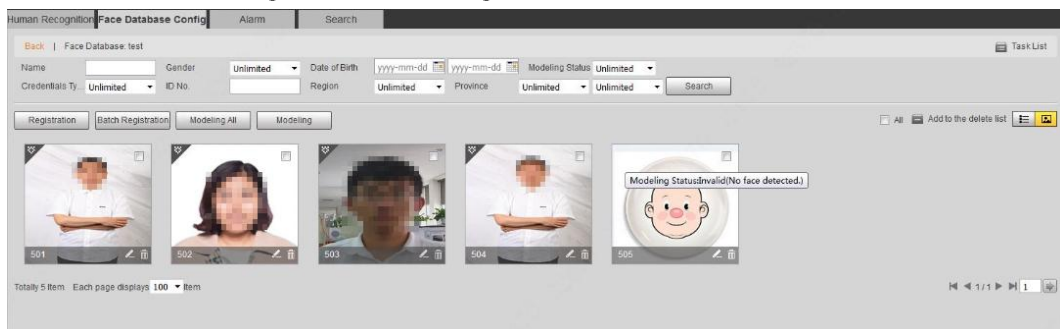 Human Recognition Face Database Config Alarm Search
Back | Face Database: test Task List
Name Gender Unlimited Date of Birth yyyy-mm-dd yyyy-mm-dd Modeling Status Unlimited
Credentials Ty... Unlimited ID No. Region Unlimited Province Unlimited Unlimited Search
Registration Batch Registration Modeling All Modeling All Add to the delete list
Modeling Status:Invalid(No face detected.)
501 502 503 504 505
Totally 5 Item Each page displays 100 Item 1/1 1